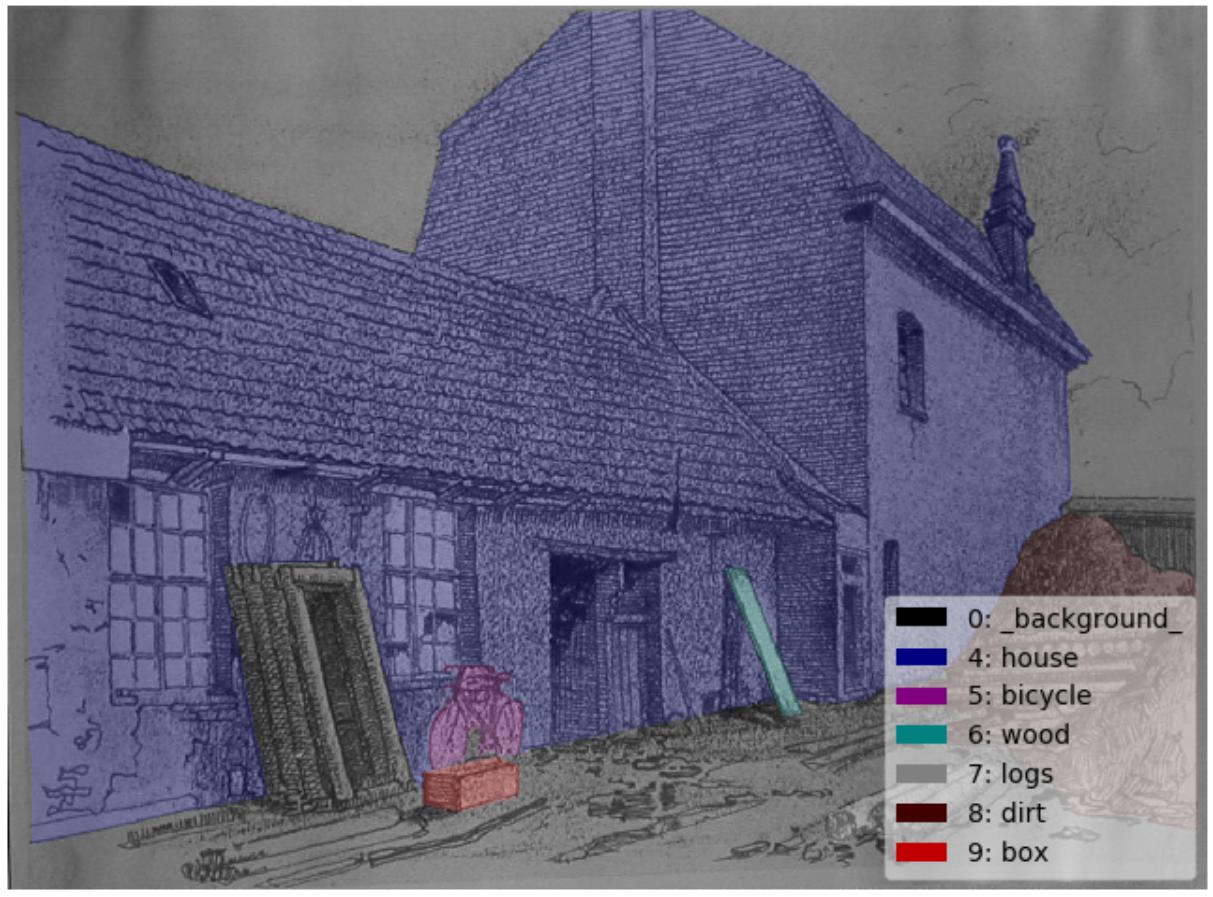 0: _background_
4: house
5: bicycle
6: wood
7: logs
8: dirt
9: box